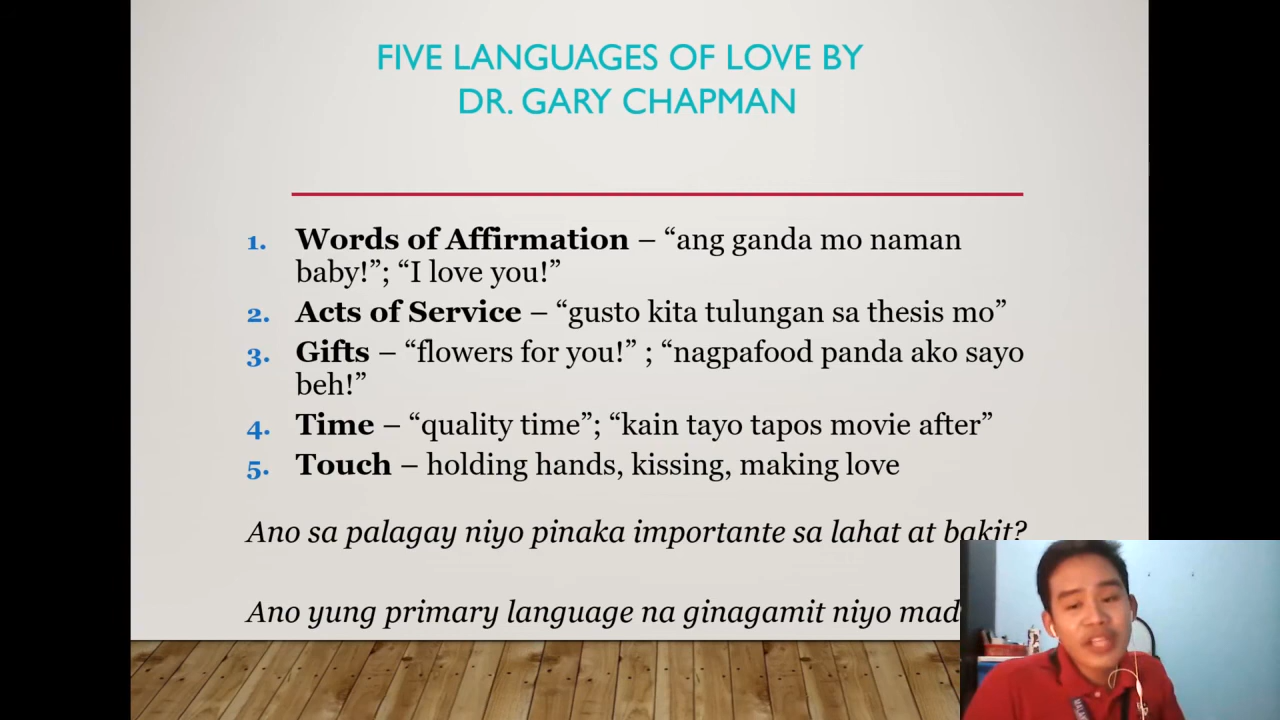 FIVE LANGUAGES OF LOVE BY
DR. GARY CHAPMAN
1. Words of Affirmation – “ang ganda mo naman
baby!”; “I love you!”
2. Acts of Service – “gusto kita tulungan sa thesis mo”
3. Gifts – “flowers for you!” ; “nagpafood panda ako sayo
beh!”
4. Time – “quality time”; “kain tayo tapos movie after”
5. Touch – holding hands, kissing, making love
Ano sa palagay niyo pinaka importante sa lahat at bakit?
Ano yung primary language na ginagamit niyo